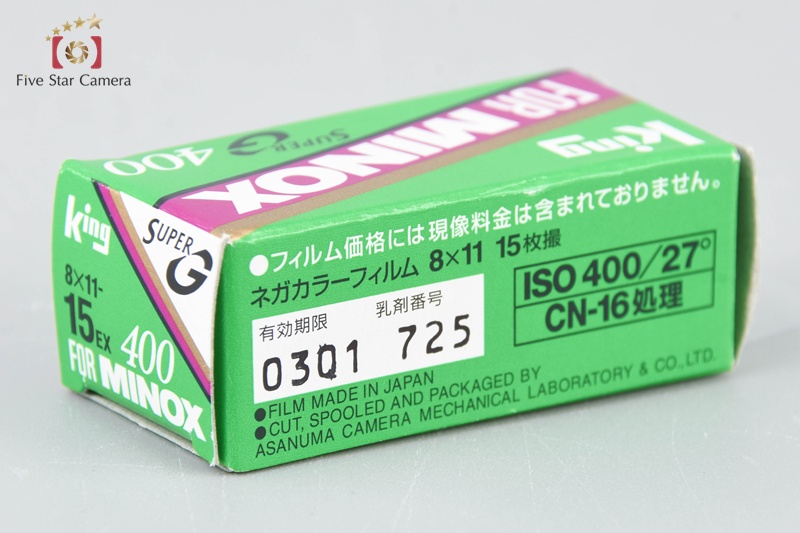 Five Star Camera
King
FOR MINOX
SUPER G
400
King
SUPER G
8×11-
15EX
400
FOR MINOX
●フィルム価格には現像料金は含まれておりません。
ネガカラーフィルム 8×11 15枚撮
有効期限 乳剤番号
0301 725
ISO 400/27°
CN-16処理
●FILM MADE IN JAPAN
●CUT, SPOOLED AND PACKAGED BY
ASANUMA CAMERA MECHANICAL LABORATORY & CO., LTD.